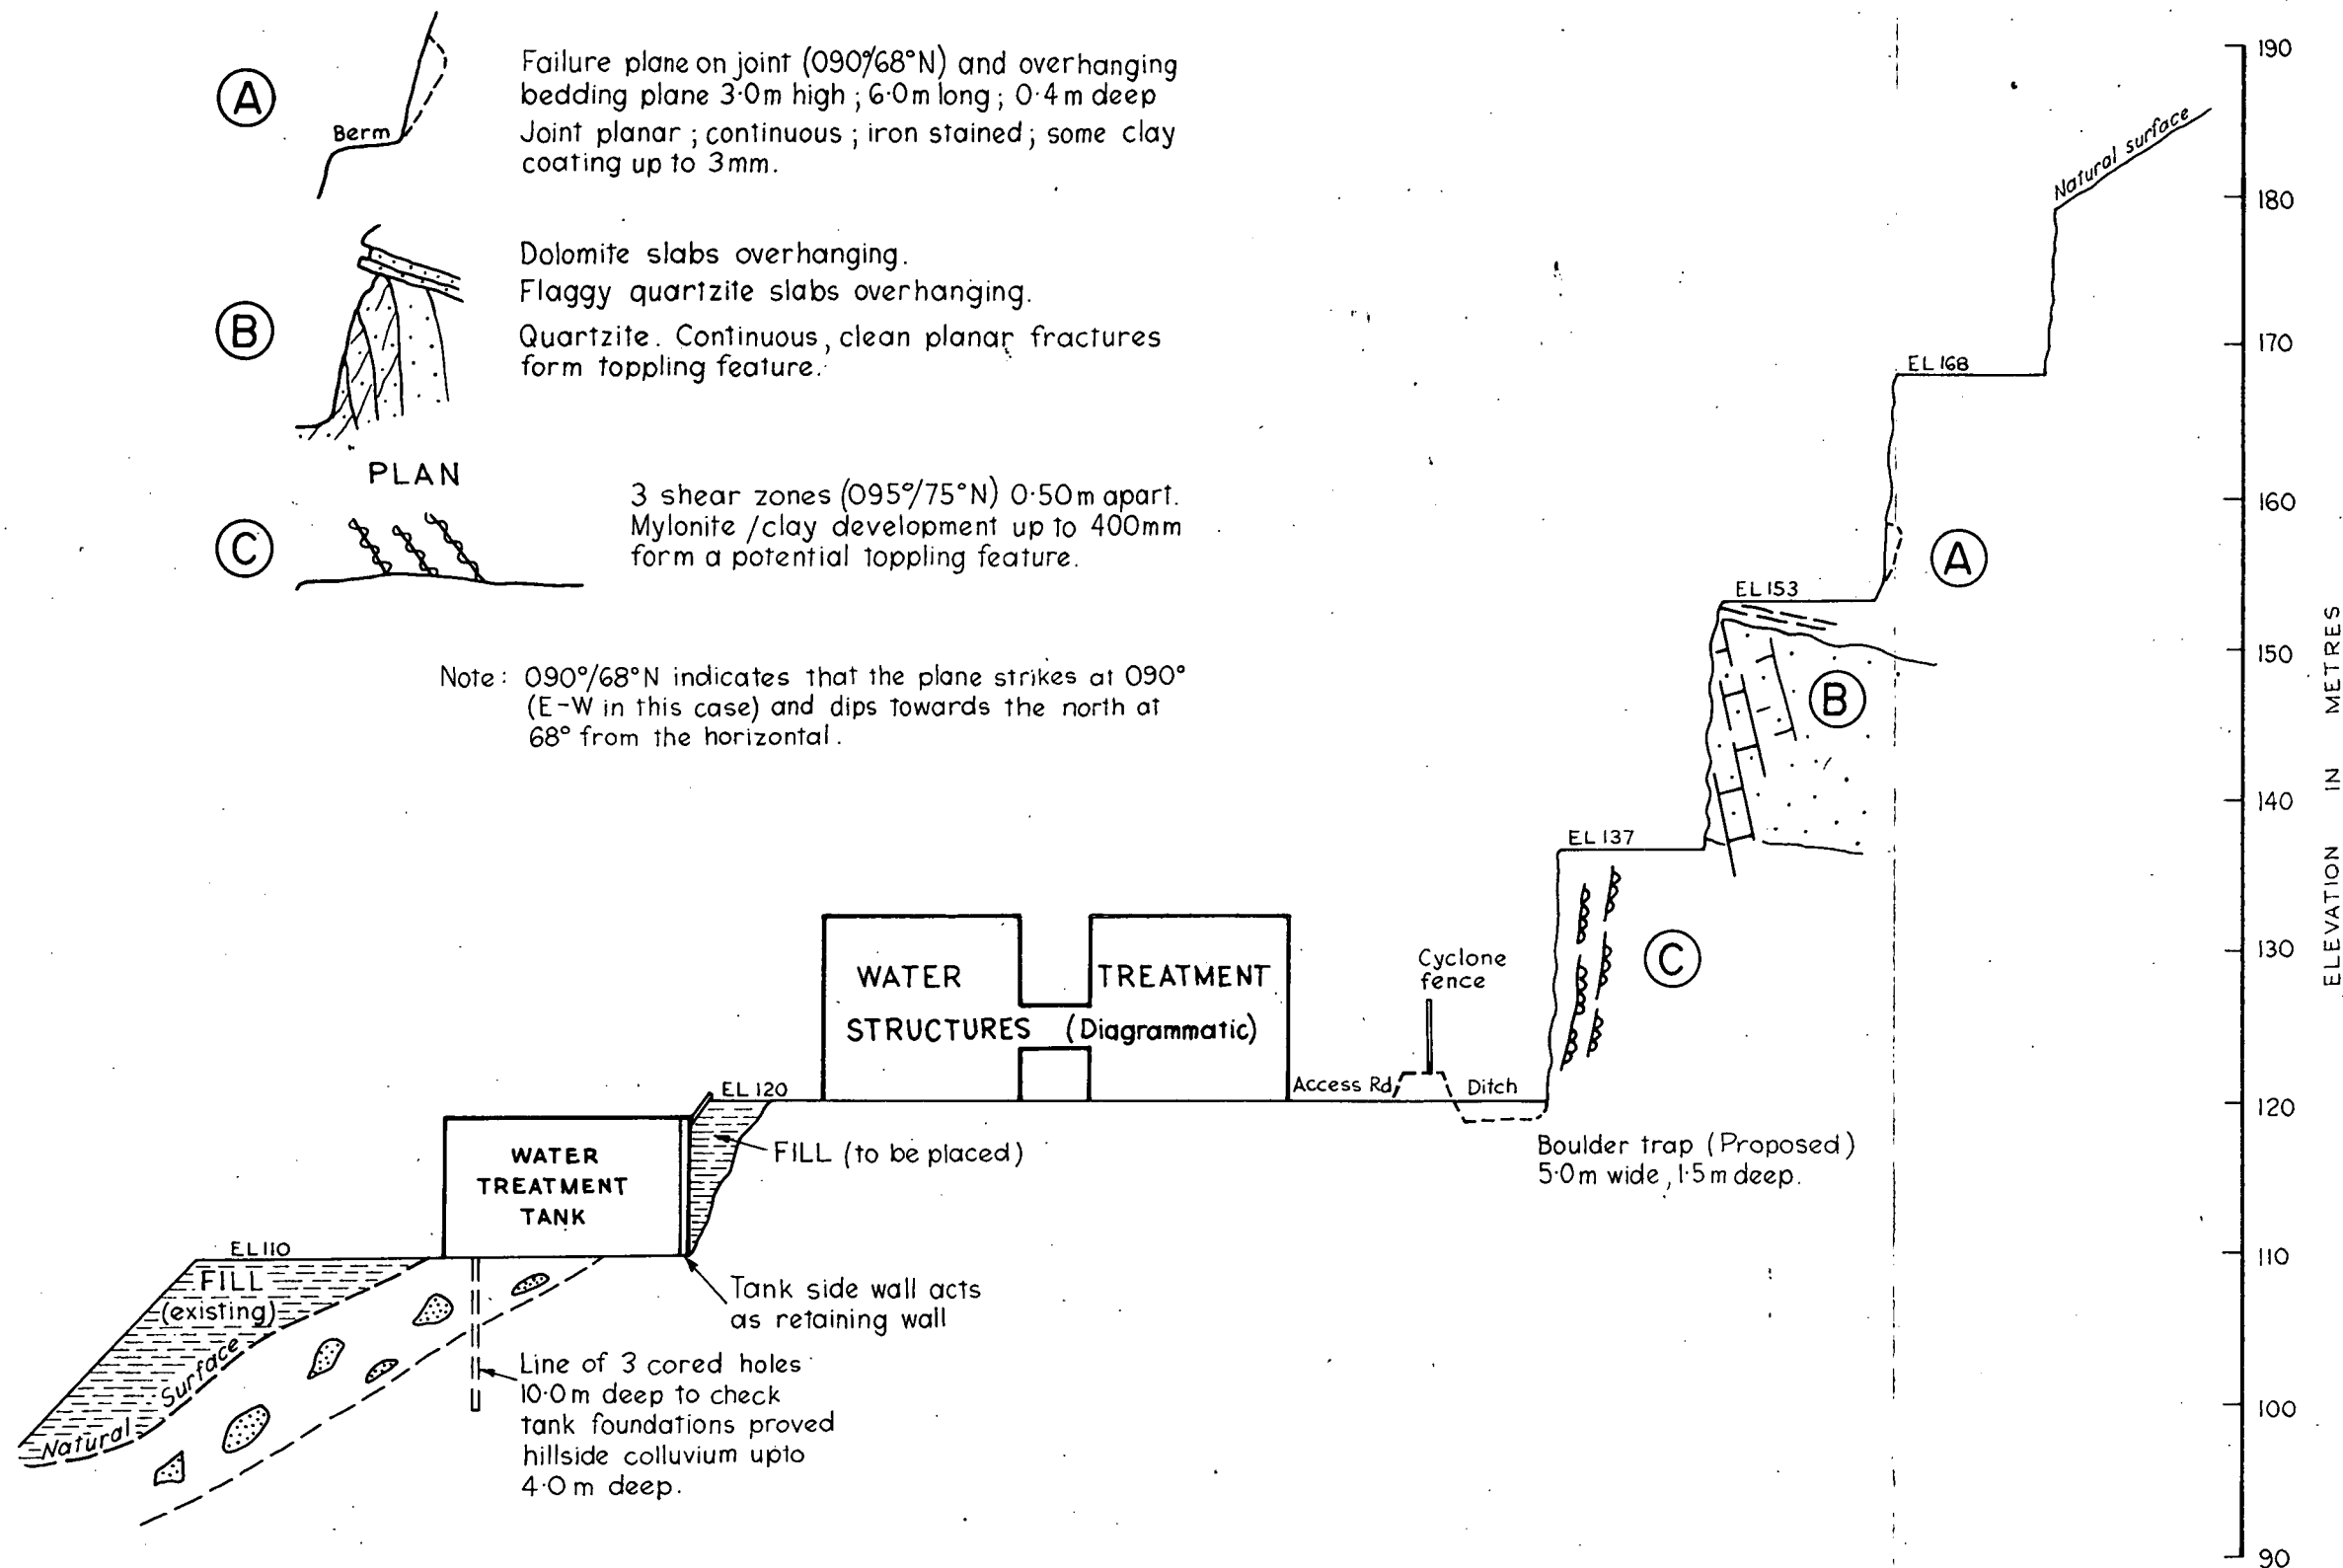 A
Berm
Failure plane on joint (090°/68°N) and overhanging
bedding plane 3·0m high ; 6·0m long ; 0·4m deep
Joint planar ; continuous ; iron stained ; some clay
coating up to 3mm.
B
Dolomite slabs overhanging.
Flaggy quartzite slabs overhanging.
Quartzite. Continuous, clean planar fractures
form toppling feature.
PLAN
C
3 shear zones (095°/75°N) 0·50m apart.
Mylonite /clay development up to 400mm
form a potential toppling feature.
Note: 090°/68°N indicates that the plane strikes at 090°
(E-W in this case) and dips towards the north at
68° from the horizontal.
Natural surface
EL 168
A
EL 153
B
EL 137
C
Cyclone
fence
WATER TREATMENT
STRUCTURES (Diagrammatic)
Access Rd
Ditch
EL 120
Boulder trap (Proposed)
5·0m wide, 1·5m deep.
FILL (to be placed)
WATER
TREATMENT
TANK
EL 110
FILL
(existing)
Natural Surface
Tank side wall acts
as retaining wall
Line of 3 cored holes
10·0m deep to check
tank foundations proved
hillside colluvium upto
4·0m deep.
190
180
170
160
150
140
130
120
110
100
90
ELEVATION IN METRES